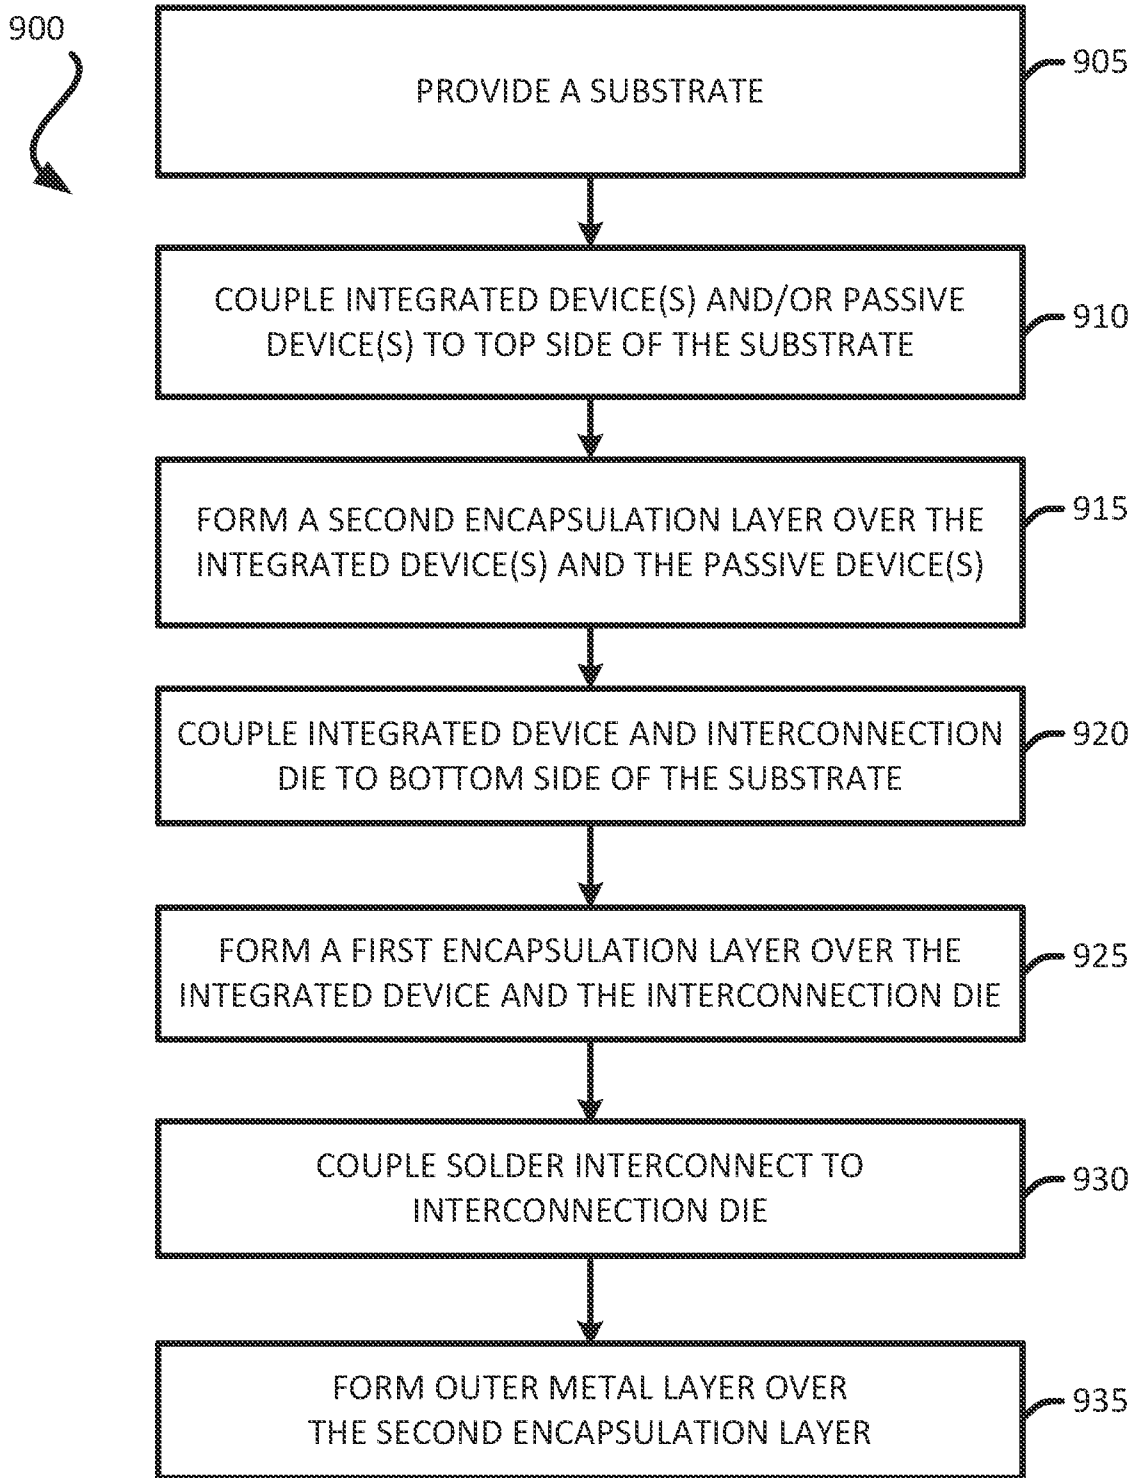 900
PROVIDE A SUBSTRATE
905
COUPLE INTEGRATED DEVICE(S) AND/OR PASSIVE
DEVICE(S) TO TOP SIDE OF THE SUBSTRATE
910
FORM A SECOND ENCAPSULATION LAYER OVER THE
INTEGRATED DEVICE(S) AND THE PASSIVE DEVICE(S)
915
COUPLE INTEGRATED DEVICE AND INTERCONNECTION
DIE TO BOTTOM SIDE OF THE SUBSTRATE
920
FORM A FIRST ENCAPSULATION LAYER OVER THE
INTEGRATED DEVICE AND THE INTERCONNECTION DIE
925
COUPLE SOLDER INTERCONNECT TO
INTERCONNECTION DIE
930
FORM OUTER METAL LAYER OVER
THE SECOND ENCAPSULATION LAYER
935